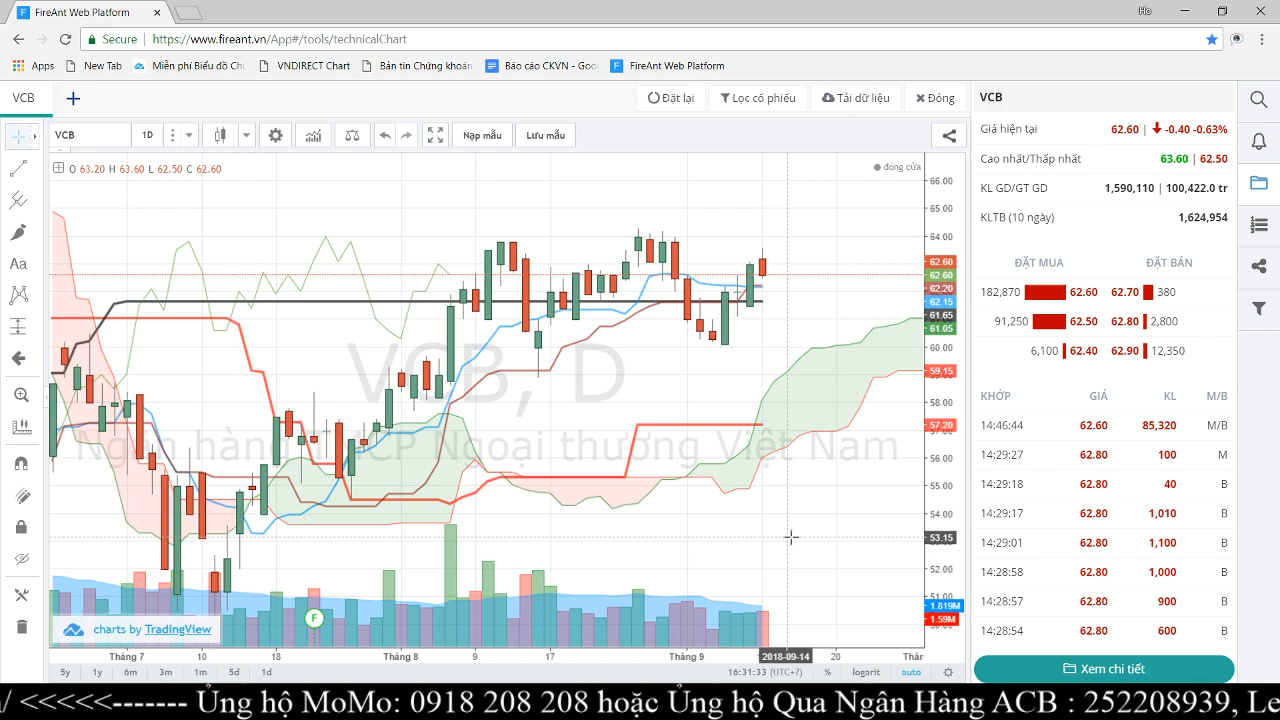 FireAnt Web Platform
Secure
https://www.fireant.vn/App#/tools/technicalChart
Apps
New Tab
Miễn phí Biểu đồ Chứ
VNDIRECT Chart
Bản tin Chứng khoán
Báo cáo CKVN - Goo
FireAnt Web Platform
VCB
Đặt lại
Lọc cổ phiếu
Tải dữ liệu
Đóng
VCB
1D
Nạp mẫu
Lưu mẫu
O 63.20 H 63.60 L 62.50 C 62.60
đóng cửa
VCB, D
Ngân hàng TMCP Ngoại thương Việt Nam
66.00
65.00
64.00
62.60
62.60
62.20
62.15
61.65
61.05
60.00
59.15
58.00
57.20
56.00
55.00
54.00
53.15
52.00
51.00
1.819M
1.59M
F
charts by TradingView
Tháng 7
10
18
Tháng 8
9
17
Tháng 9
2018-09-14
20
5y
1y
6m
3m
1m
5d
1d
16:31:33 (UTC+7)
%
logarit
auto
VCB
Giá hiện tại
62.60 | -0.40 -0.63%
Cao nhất/Thấp nhất
63.60 | 62.50
KL GD/GT GD
1,590,110 | 100,422.0 tr
KLTB (10 ngày)
1,624,954
ĐẶT MUA ĐẶT BÁN
182,870 62.60 62.70 380
91,250 62.50 62.80 2,800
6,100 62.40 62.90 12,350
KHỚP GIÁ KL M/B
14:46:44 62.60 85,320 M/B
14:29:27 62.80 100 M
14:29:18 62.80 40 B
14:29:17 62.80 1,010 B
14:29:01 62.80 1,100 B
14:28:58 62.80 1,000 B
14:28:57 62.80 900 B
14:28:54 62.80 600 B
Xem chi tiết
/ <<<<<------- Ủng hộ MoMo: 0918 208 208 hoặc Ủng hộ Qua Ngân Hàng ACB : 252208939, Le